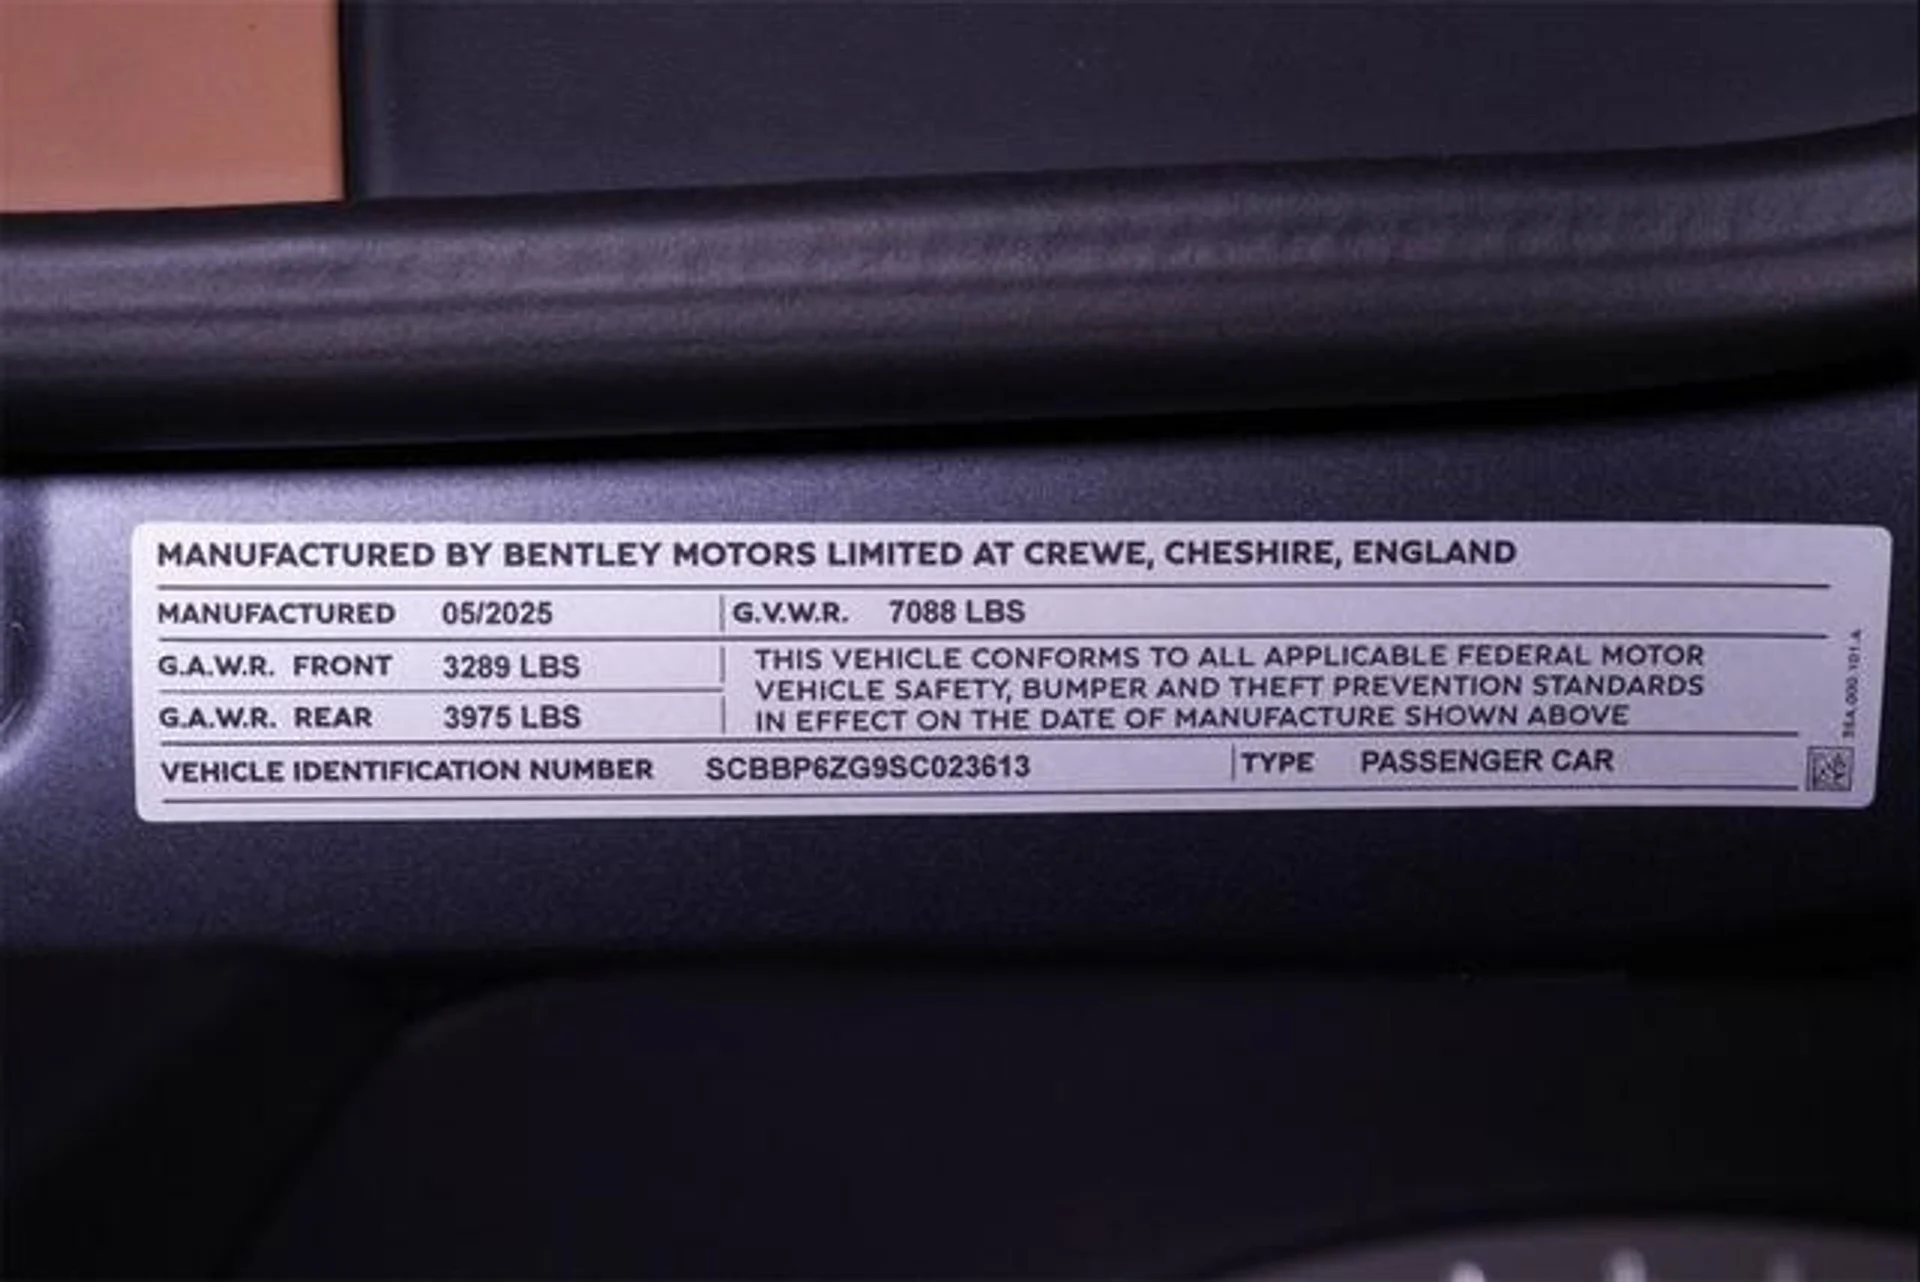 MANUFACTURED BY BENTLEY MOTORS LIMITED AT CREWE, CHESHIRE, ENGLAND
MANUFACTURED 05/2025 G.V.W.R. 7088 LBS
G.A.W.R. FRONT 3289 LBS
G.A.W.R. REAR 3975 LBS
THIS VEHICLE CONFORMS TO ALL APPLICABLE FEDERAL MOTOR
VEHICLE SAFETY, BUMPER AND THEFT PREVENTION STANDARDS
IN EFFECT ON THE DATE OF MANUFACTURE SHOWN ABOVE
VEHICLE IDENTIFICATION NUMBER SCBBP6ZG9SC023613 TYPE PASSENGER CAR